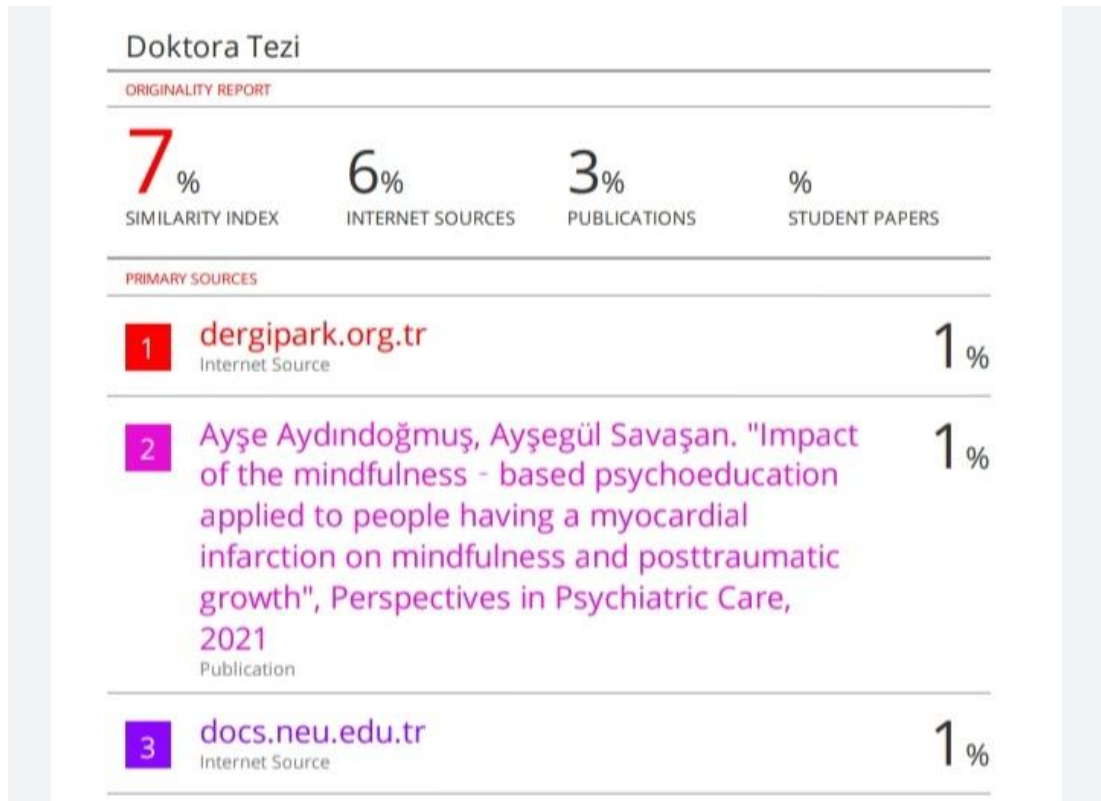 Doktora Tezi
ORIGINALITY REPORT
7% 6% 3% %
SIMILARITY INDEX INTERNET SOURCES PUBLICATIONS STUDENT PAPERS
PRIMARY SOURCES
1 dergipark.org.tr 1%
Internet Source
2 Ayşe Aydındoğmuş, Ayşegül Savaşan. "Impact 1%
of the mindfulness - based psychoeducation
applied to people having a myocardial
infarction on mindfulness and posttraumatic
growth", Perspectives in Psychiatric Care,
2021
Publication
3 docs.neu.edu.tr 1%
Internet Source